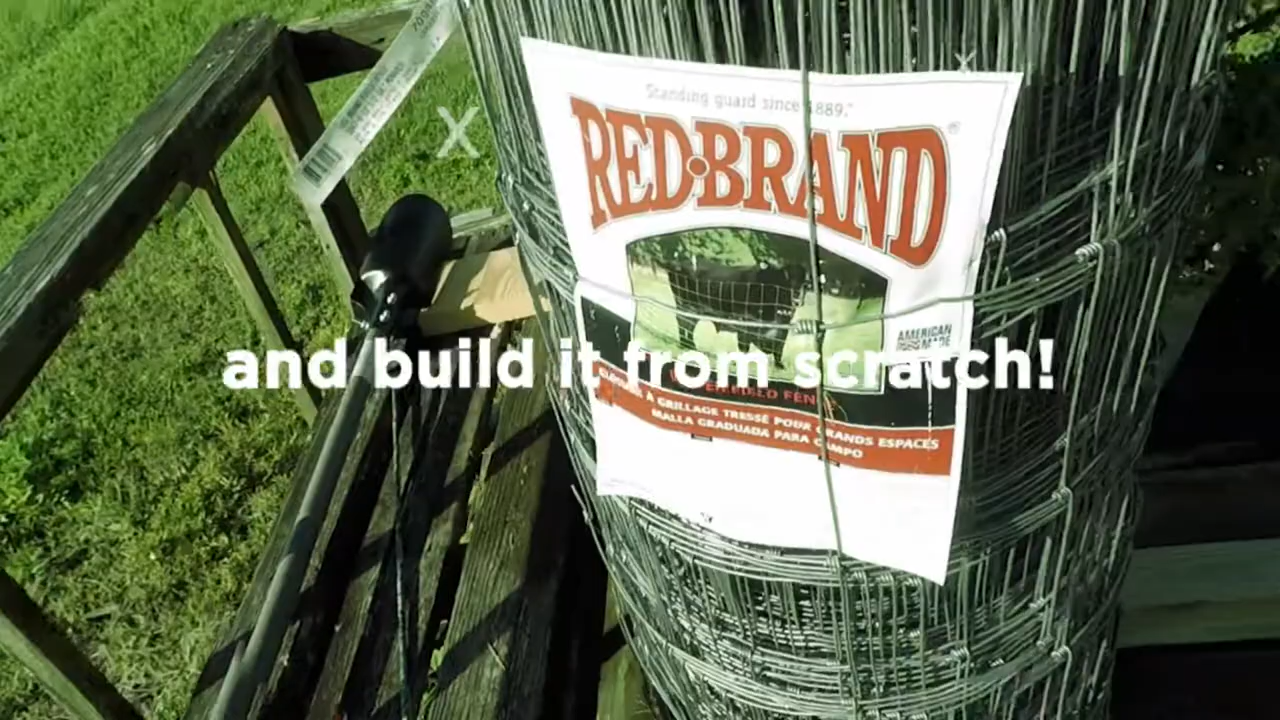 Standing guard since 1889."
RED•BRAND®
AMERICAN
MADE
and build it from scratch!
À GRILLAGE TRESSÉ POUR GRANDS ESPACES
MALLA GRADUADA PARA CAMPO